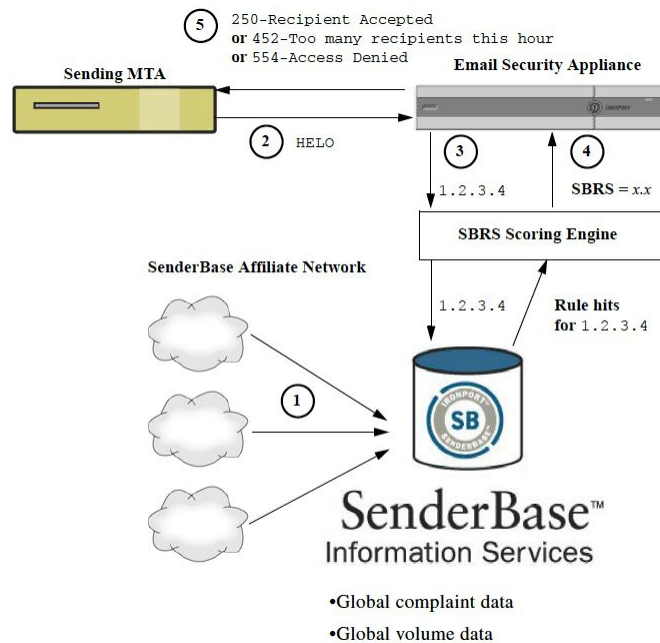 5
250-Recipient Accepted
or 452-Too many recipients this hour
or 554-Access Denied
Sending MTA
Email Security Appliance
2
HELO
3
4
1.2.3.4
SBRS = x.x
SBRS Scoring Engine
SenderBase Affiliate Network
1.2.3.4
Rule hits
for 1.2.3.4
1
IRONPORT
SB
SENDERBASE
SenderBase™
Information Services
•Global complaint data
•Global volume data